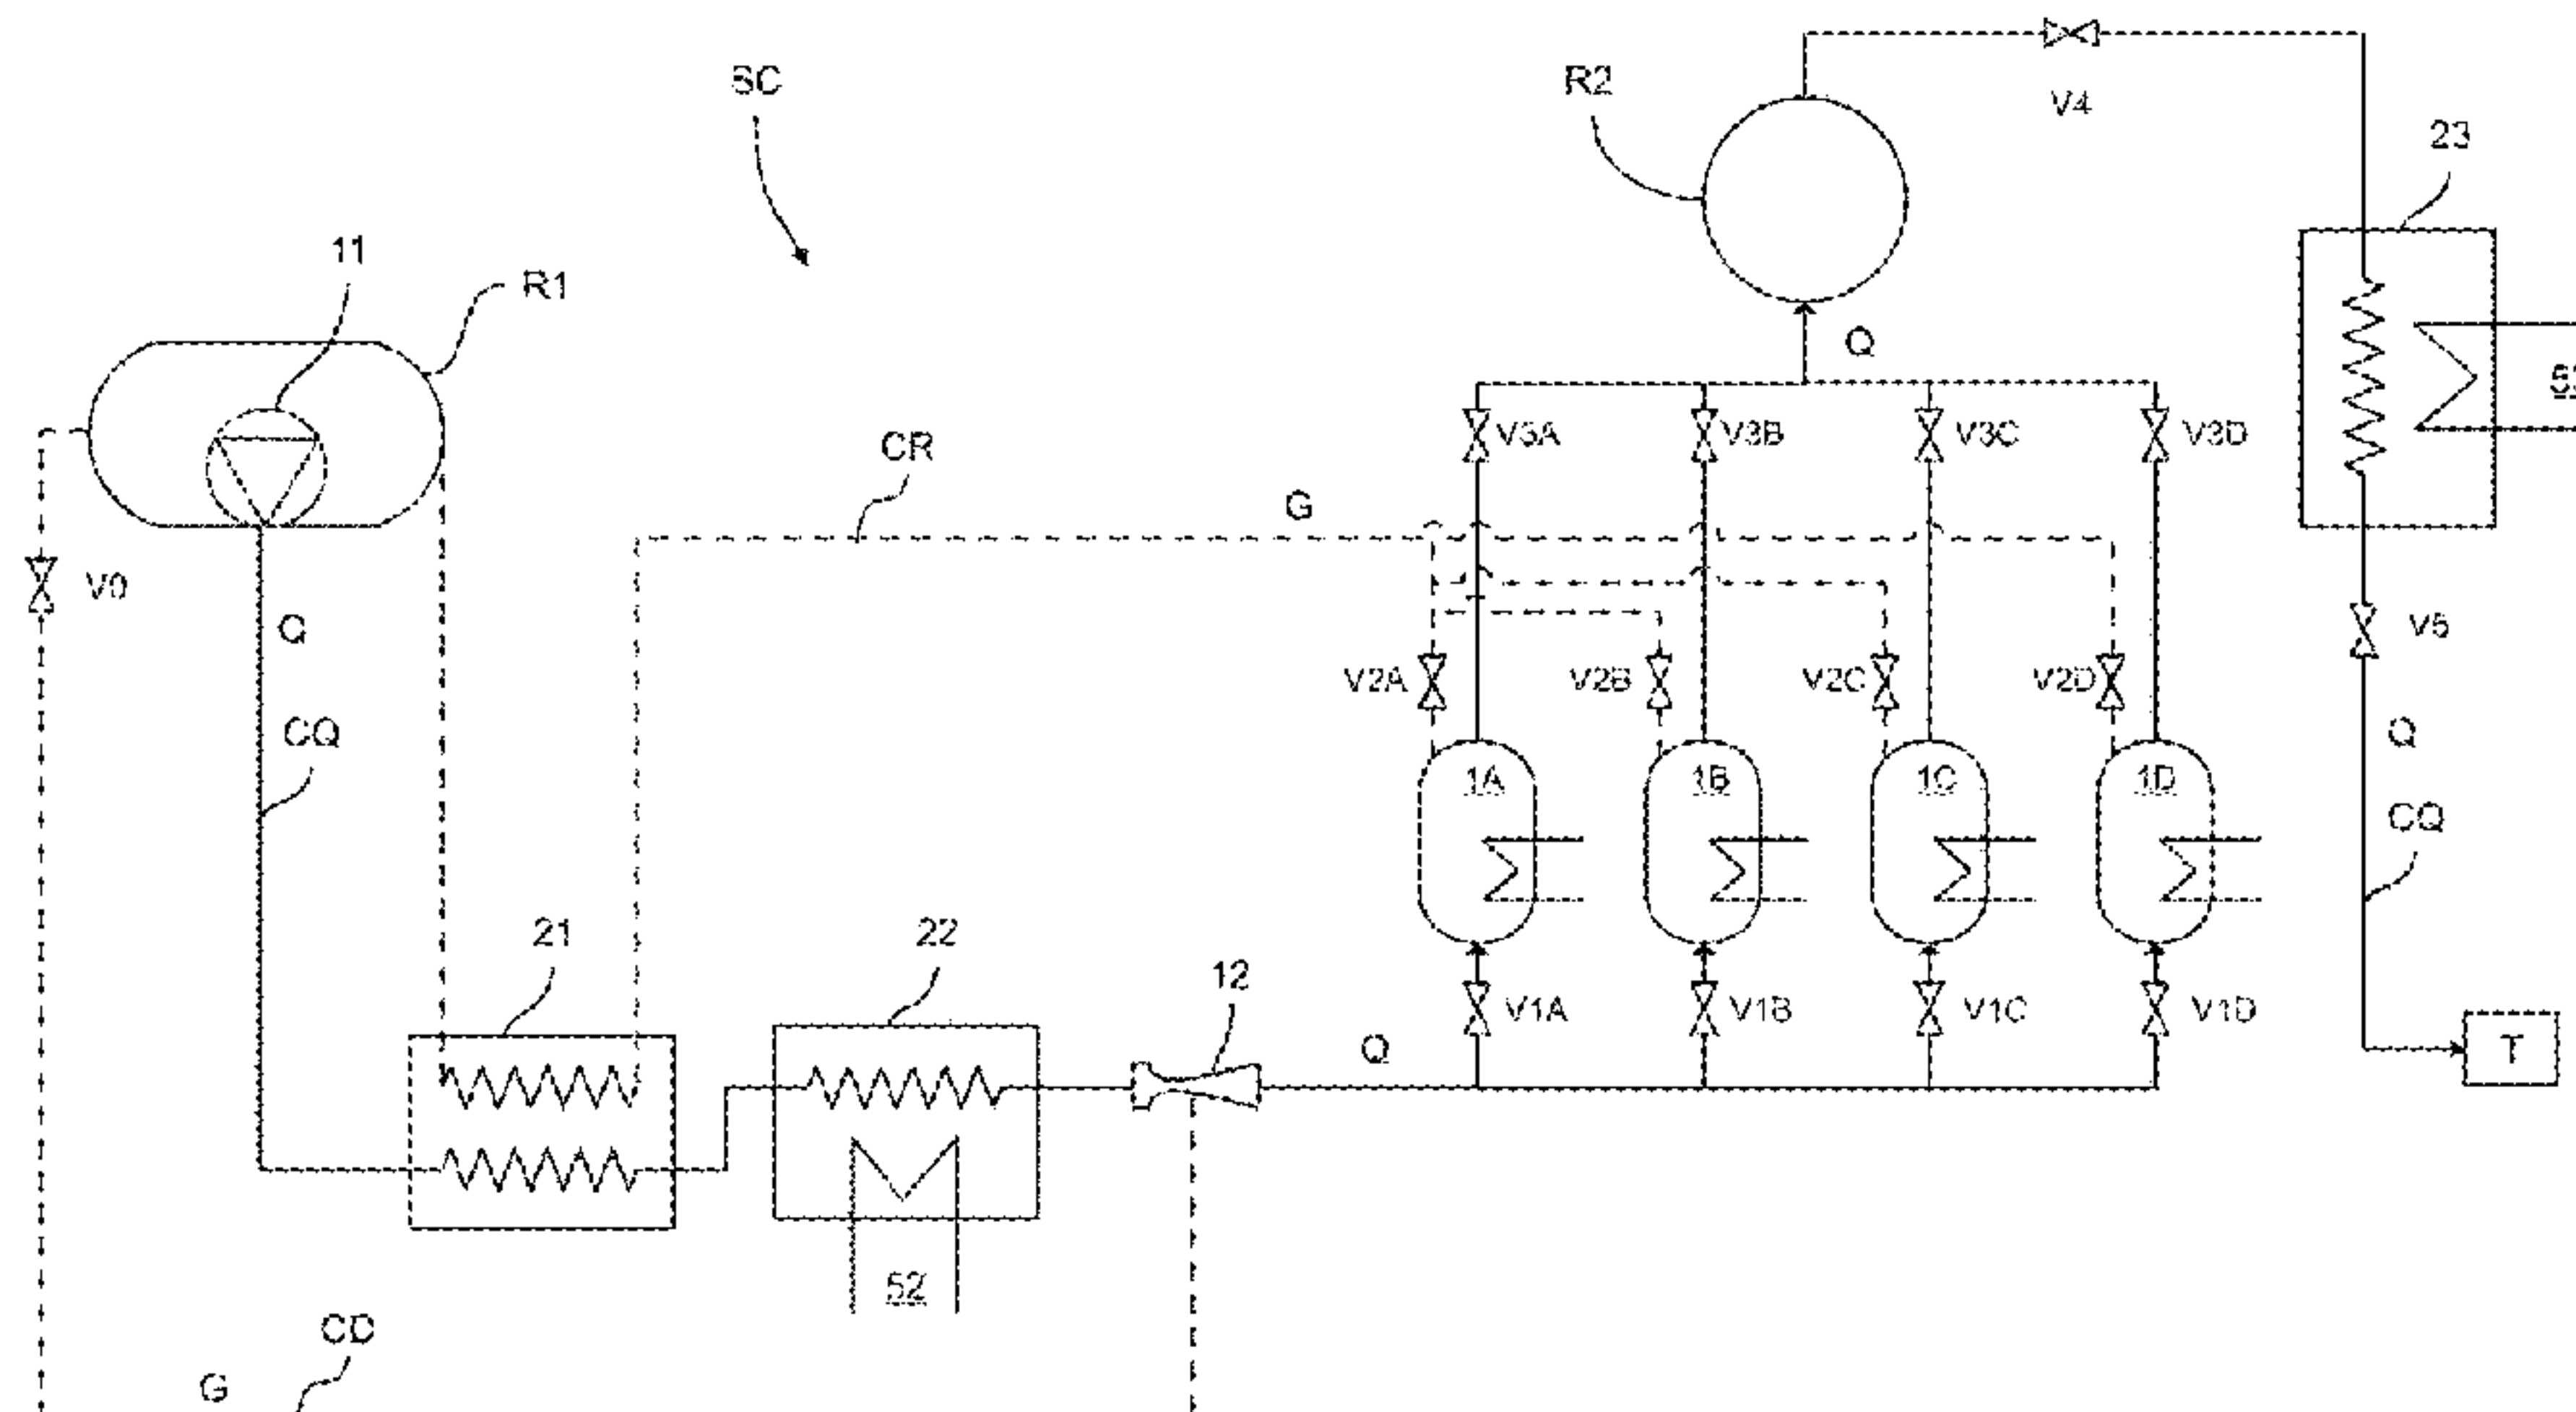 SC
R2
V4
23
11
R1
Q
V3A
V3B
V3C
V3D
CR
G
V0
Q
V5
V2A
V2B
V2C
V2D
CQ
Q
1A
1B
1C
1D
CQ
21
22
12
V1A
V1B
V1C
V1D
Q
T
52
CD
G